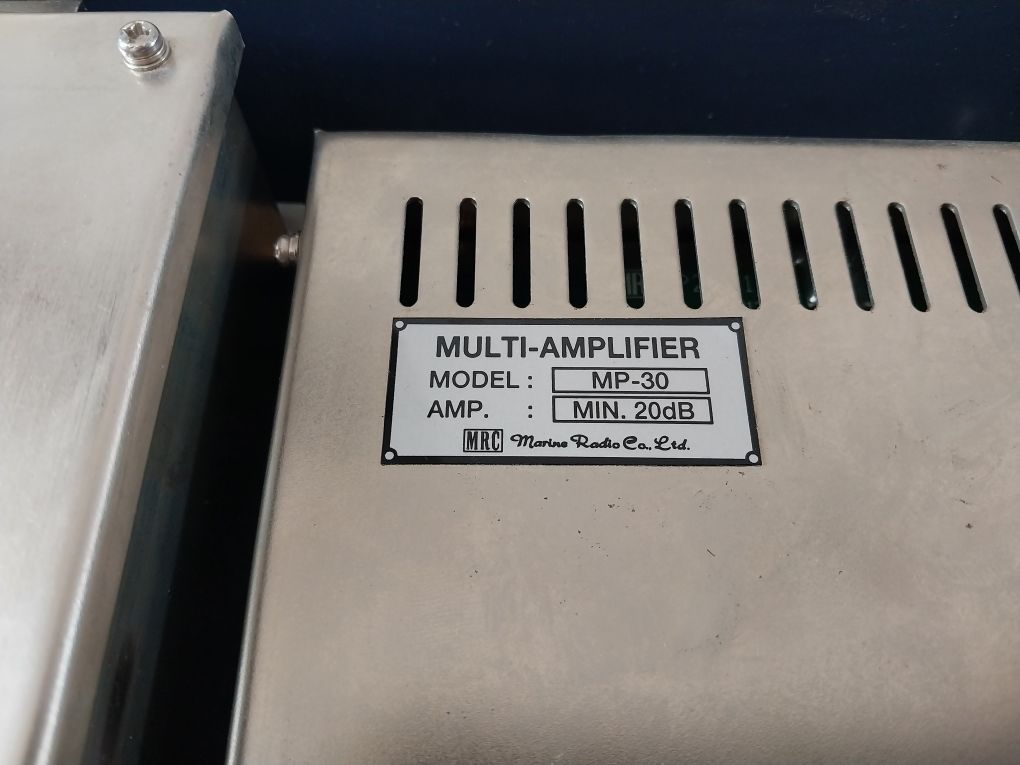 MULTI-AMPLIFIER
MODEL : MP-30
AMP. : MIN. 20dB
MRC Marine Radio Co., Ltd.